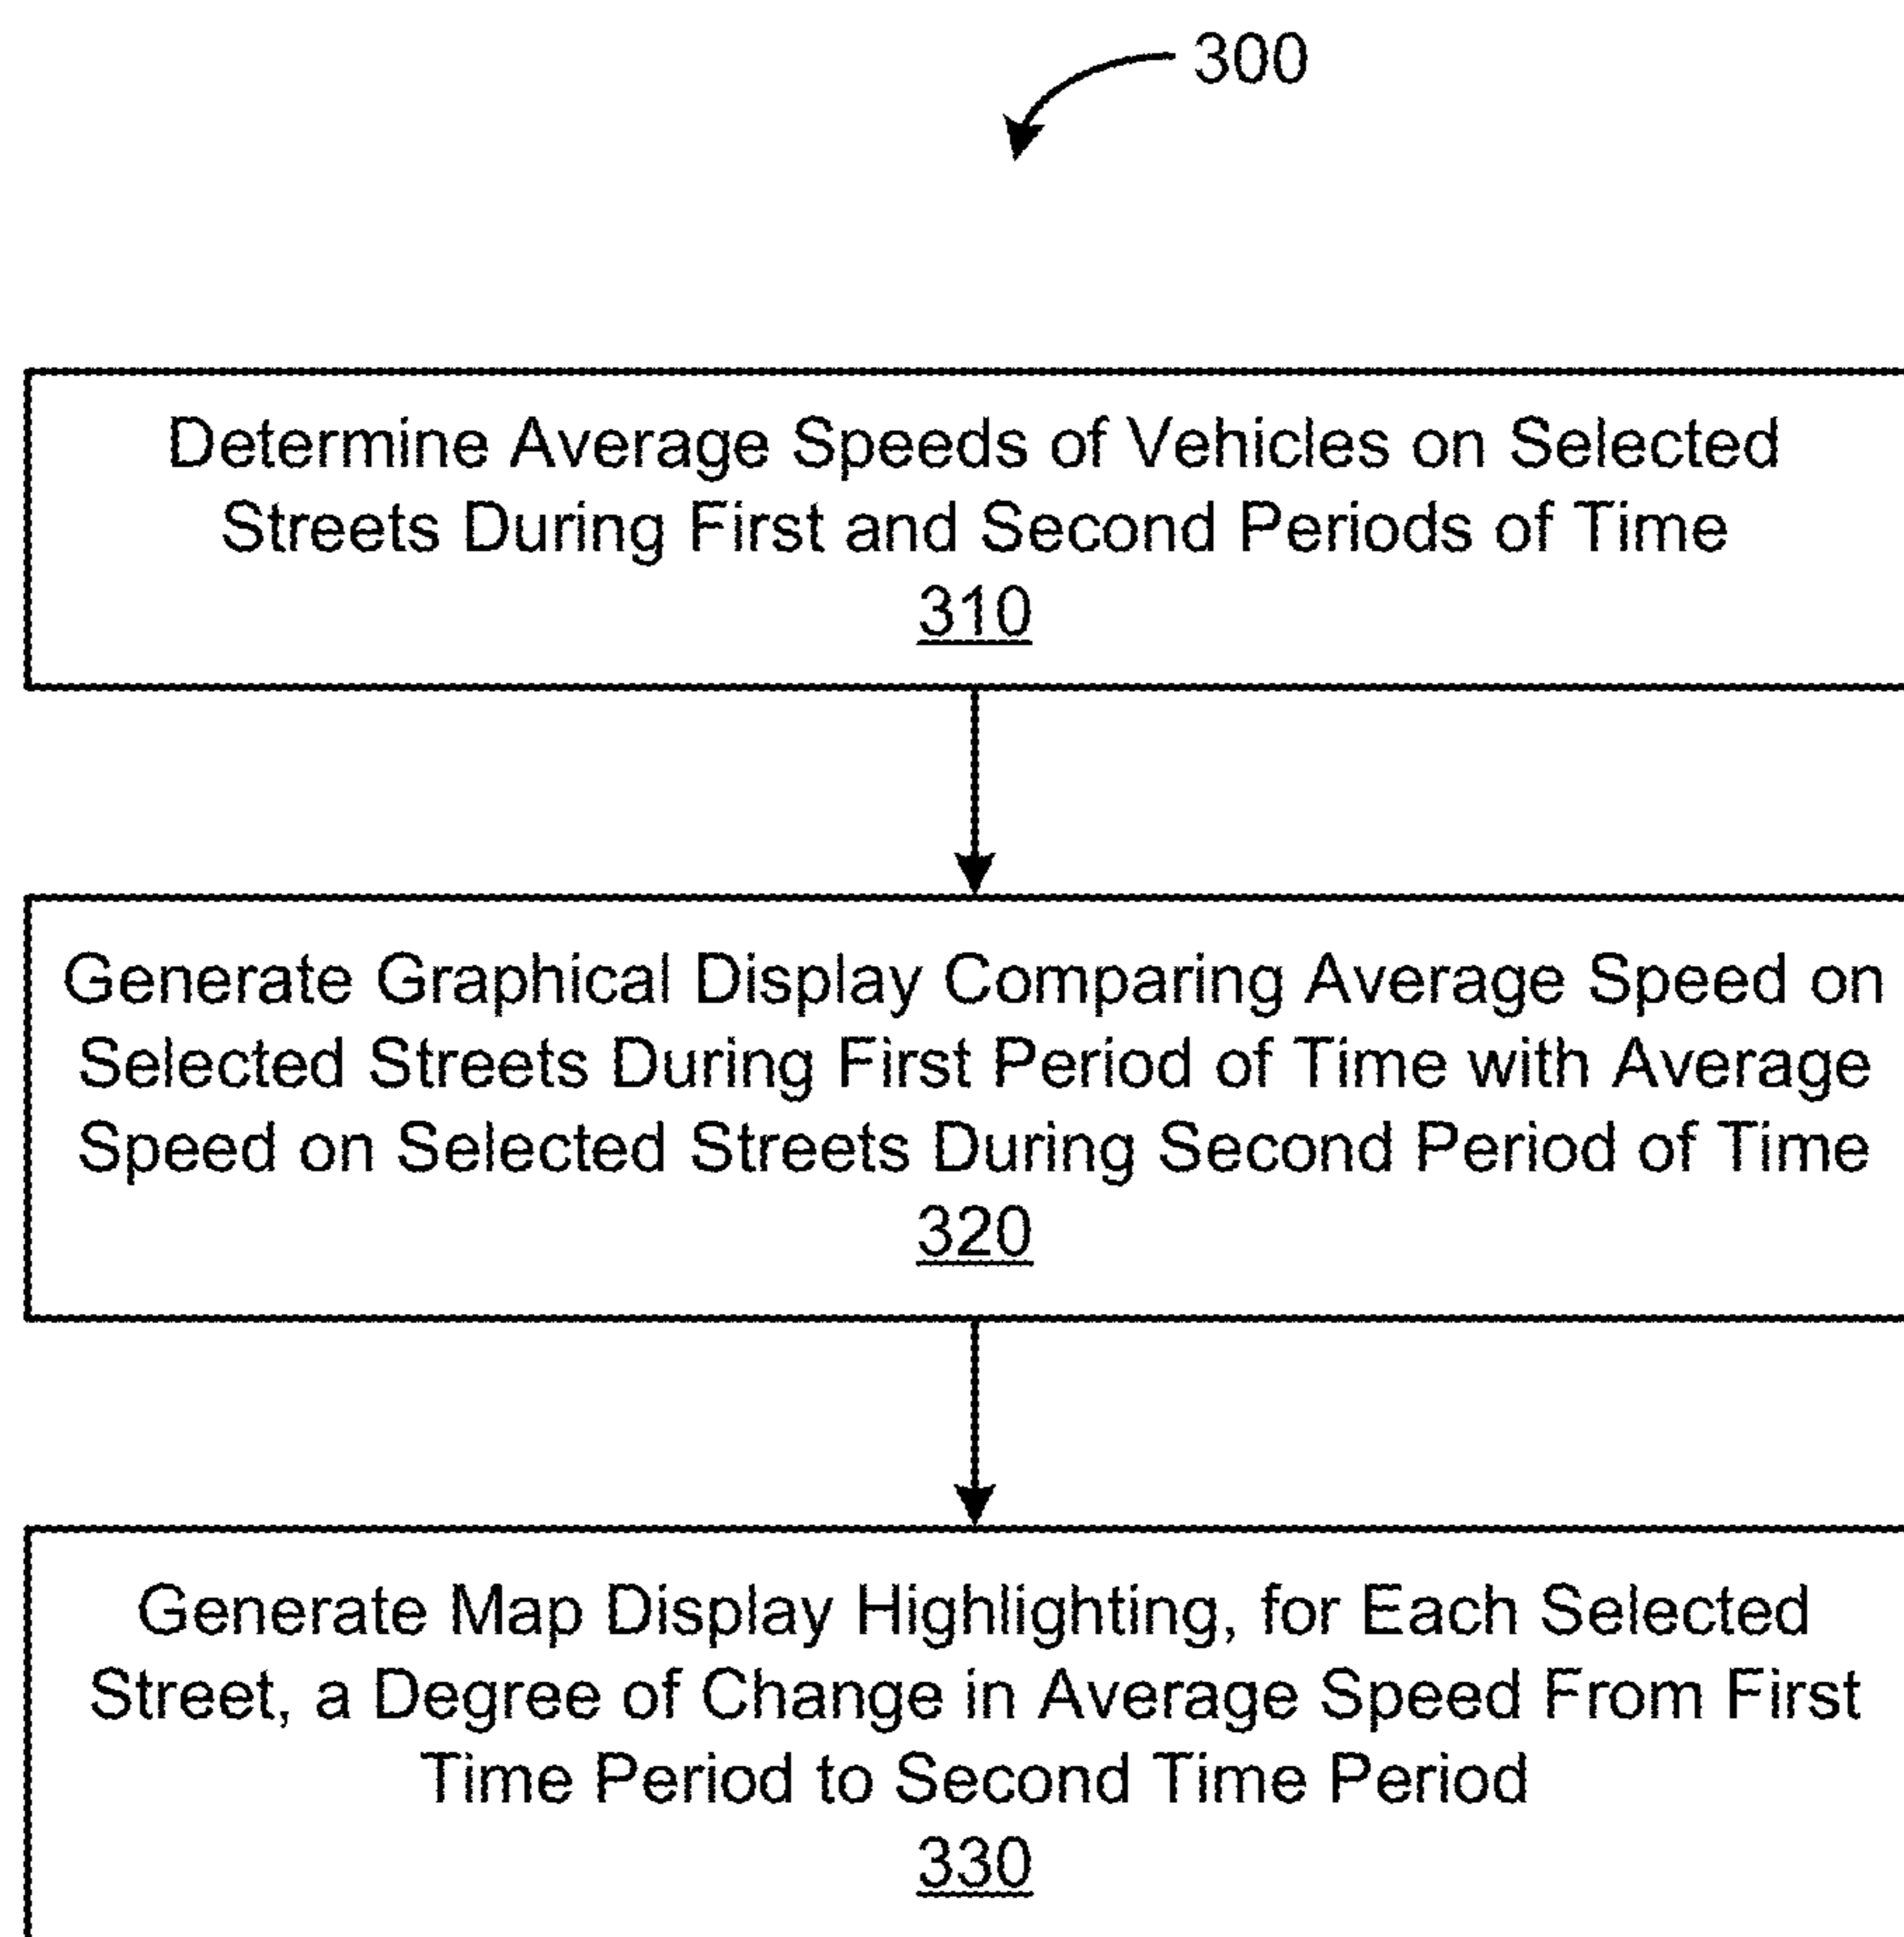 300
Determine Average Speeds of Vehicles on Selected
Streets During First and Second Periods of Time
310
Generate Graphical Display Comparing Average Speed on
Selected Streets During First Period of Time with Average
Speed on Selected Streets During Second Period of Time
320
Generate Map Display Highlighting, for Each Selected
Street, a Degree of Change in Average Speed From First
Time Period to Second Time Period
330